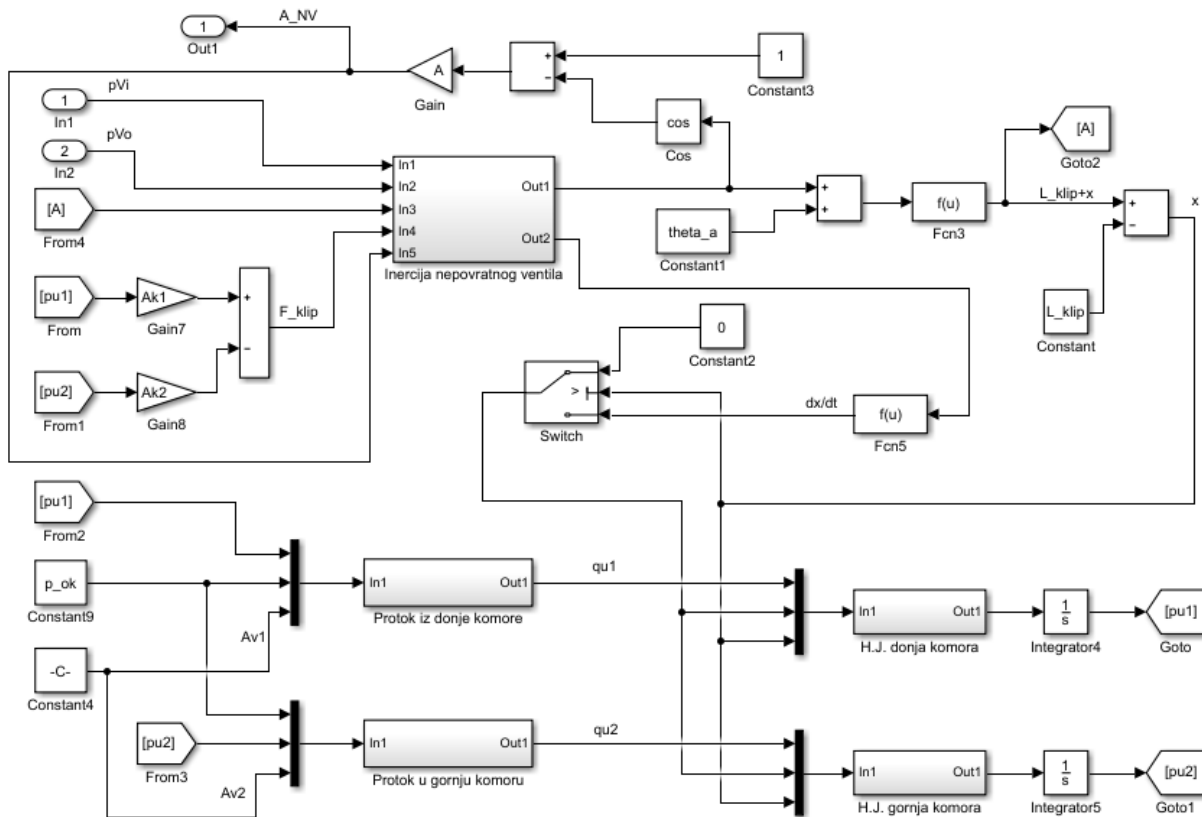 A_NV
1
Out1
A
Gain
+
−
1
Constant3
pVi
1
In1
pVo
2
In2
cos
Cos
[A]
Goto2
[A]
From4
In1
In2
In3
In4
In5
Out1
Out2
Inercija nepovratnog ventila
theta_a
Constant1
+
+
f(u)
Fcn3
L_klip+x
+
−
x
[pu1]
From
Ak1
Gain7
+
−
F_klip
[pu2]
From1
Ak2
Gain8
0
Constant2
L_klip
Constant
>
Switch
dx/dt
f(u)
Fcn5
[pu1]
From2
p_ok
Constant9
Av1
In1
Out1
Protok iz donje komore
qu1
In1
Out1
H.J. donja komora
1
s
Integrator4
[pu1]
Goto
-C-
Constant4
[pu2]
From3
Av2
In1
Out1
Protok u gornju komoru
qu2
In1
Out1
H.J. gornja komora
1
s
Integrator5
[pu2]
Goto1